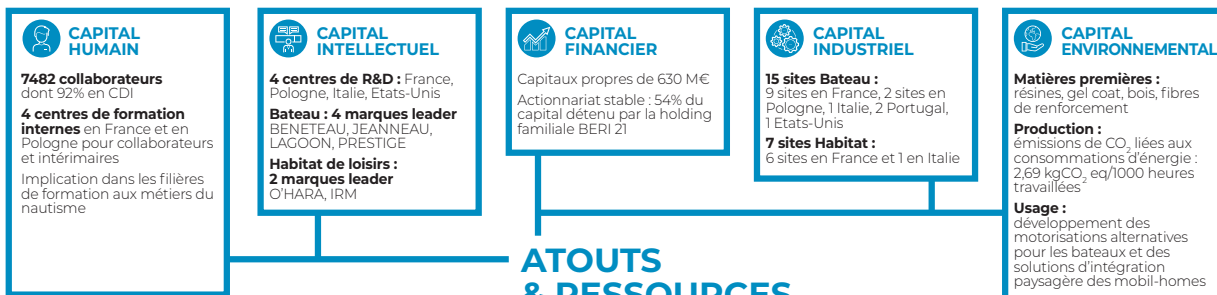 CAPITAL
HUMAIN
7482 collaborateurs
dont 92% en CDI
4 centres de formation
internes en France et en
Pologne pour collaborateurs
et intérimaires
Implication dans les filières
de formation aux métiers du
nautisme
CAPITAL
INTELLECTUEL
4 centres de R&D : France,
Pologne, Italie, Etats-Unis
Bateau : 4 marques leader
BENETEAU, JEANNEAU,
LAGOON, PRESTIGE
Habitat de loisirs :
2 marques leader
O'HARA, IRM
CAPITAL
FINANCIER
Capitaux propres de 630 M€
Actionnariat stable : 54% du
capital détenu par la holding
familiale BERI 21
CAPITAL
INDUSTRIEL
15 sites Bateau :
9 sites en France, 2 sites en
Pologne, 1 Italie, 2 Portugal,
1 Etats-Unis
7 sites Habitat :
6 sites en France et 1 en Italie
CAPITAL
ENVIRONNEMENTAL
Matières premières :
résines, gel coat, bois, fibres
de renforcement
Production :
émissions de CO₂ liées aux
consommations d'énergie :
2,69 kgCO₂ eq/1000 heures
travaillées
Usage :
développement des
motorisations alternatives
pour les bateaux et des
solutions d'intégration
paysagère des mobil-homes
ATOUTS
& RESSOURCES